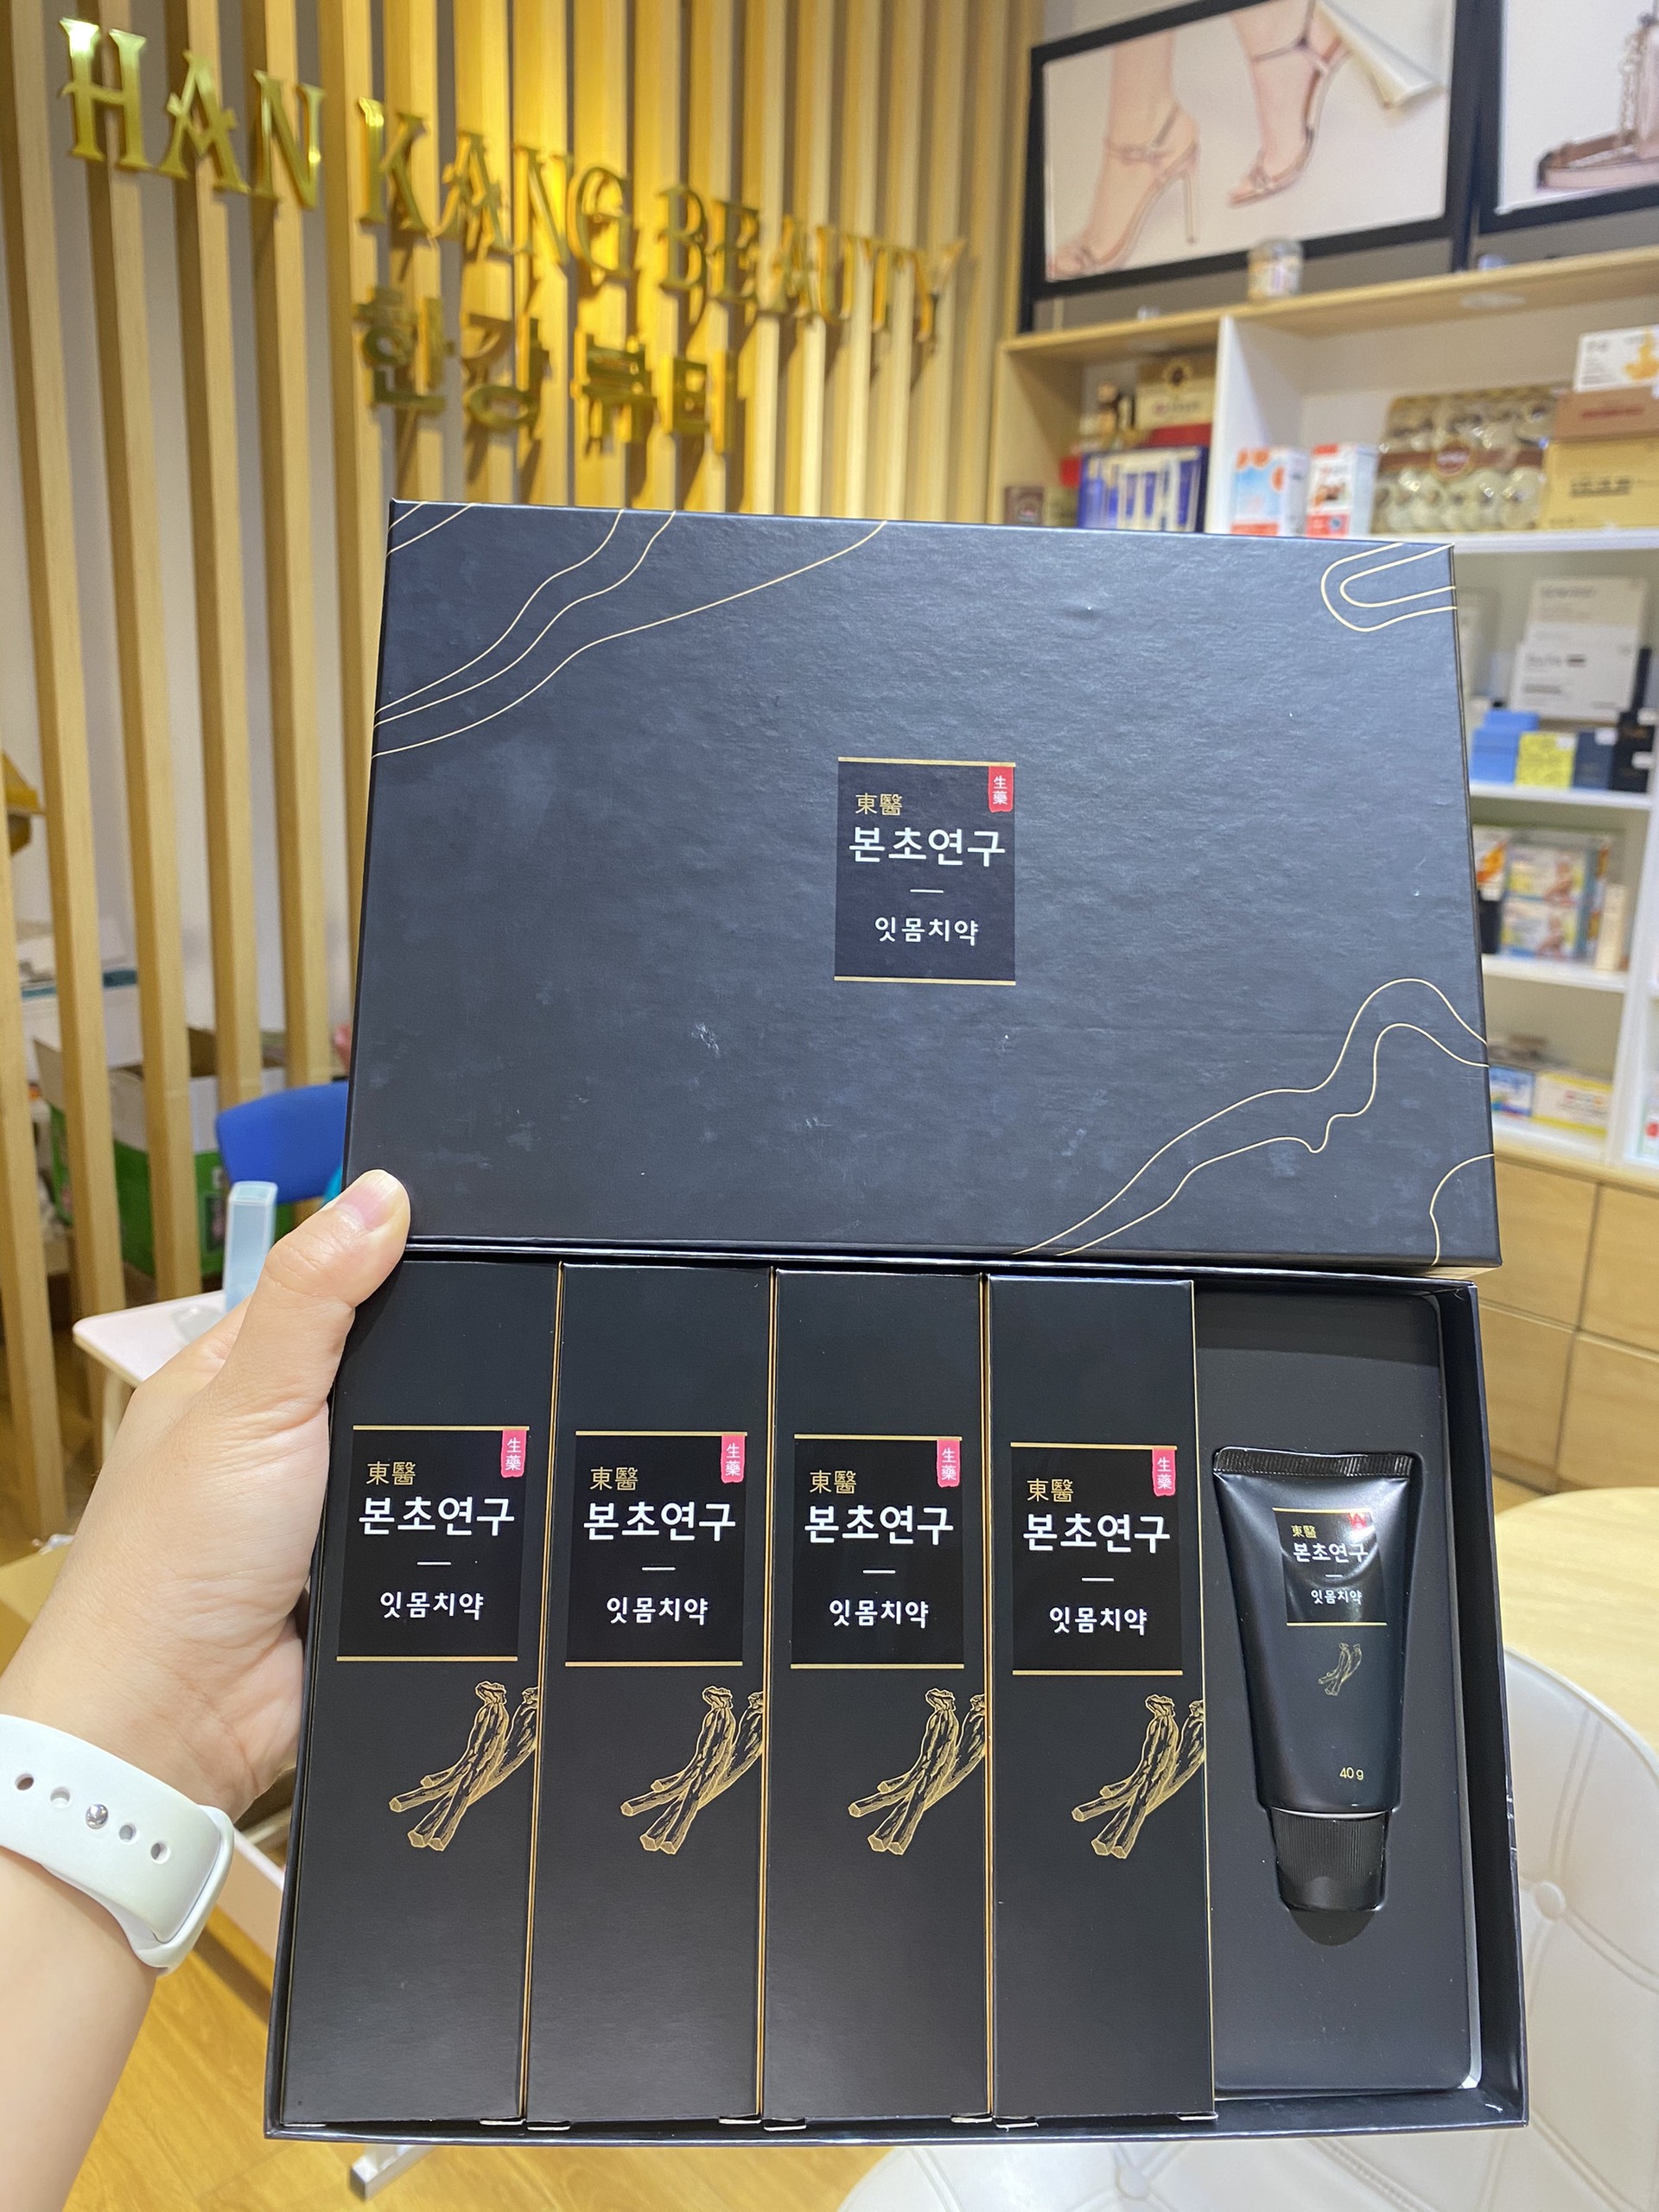 HAN KANG BEAUTY
한강뷰티
生藥
東醫
본초연구
잇몸치약
生藥
東醫
본초연구
잇몸치약
生藥
東醫
본초연구
잇몸치약
生藥
東醫
본초연구
잇몸치약
生藥
東醫
본초연구
잇몸치약
東醫
본초연구
잇몸치약
40 g